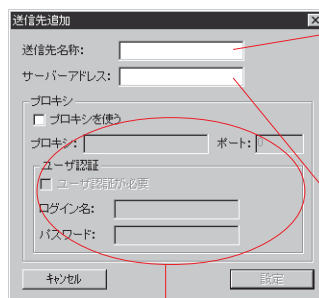 送信先追加
送信先名称:
サーバーアドレス:
プロキシ
プロキシを使う
プロキシ: ポート: 0
ユーザ認証
ユーザ認証が必要
ログイン名:
パスワード:
キャンセル 設定